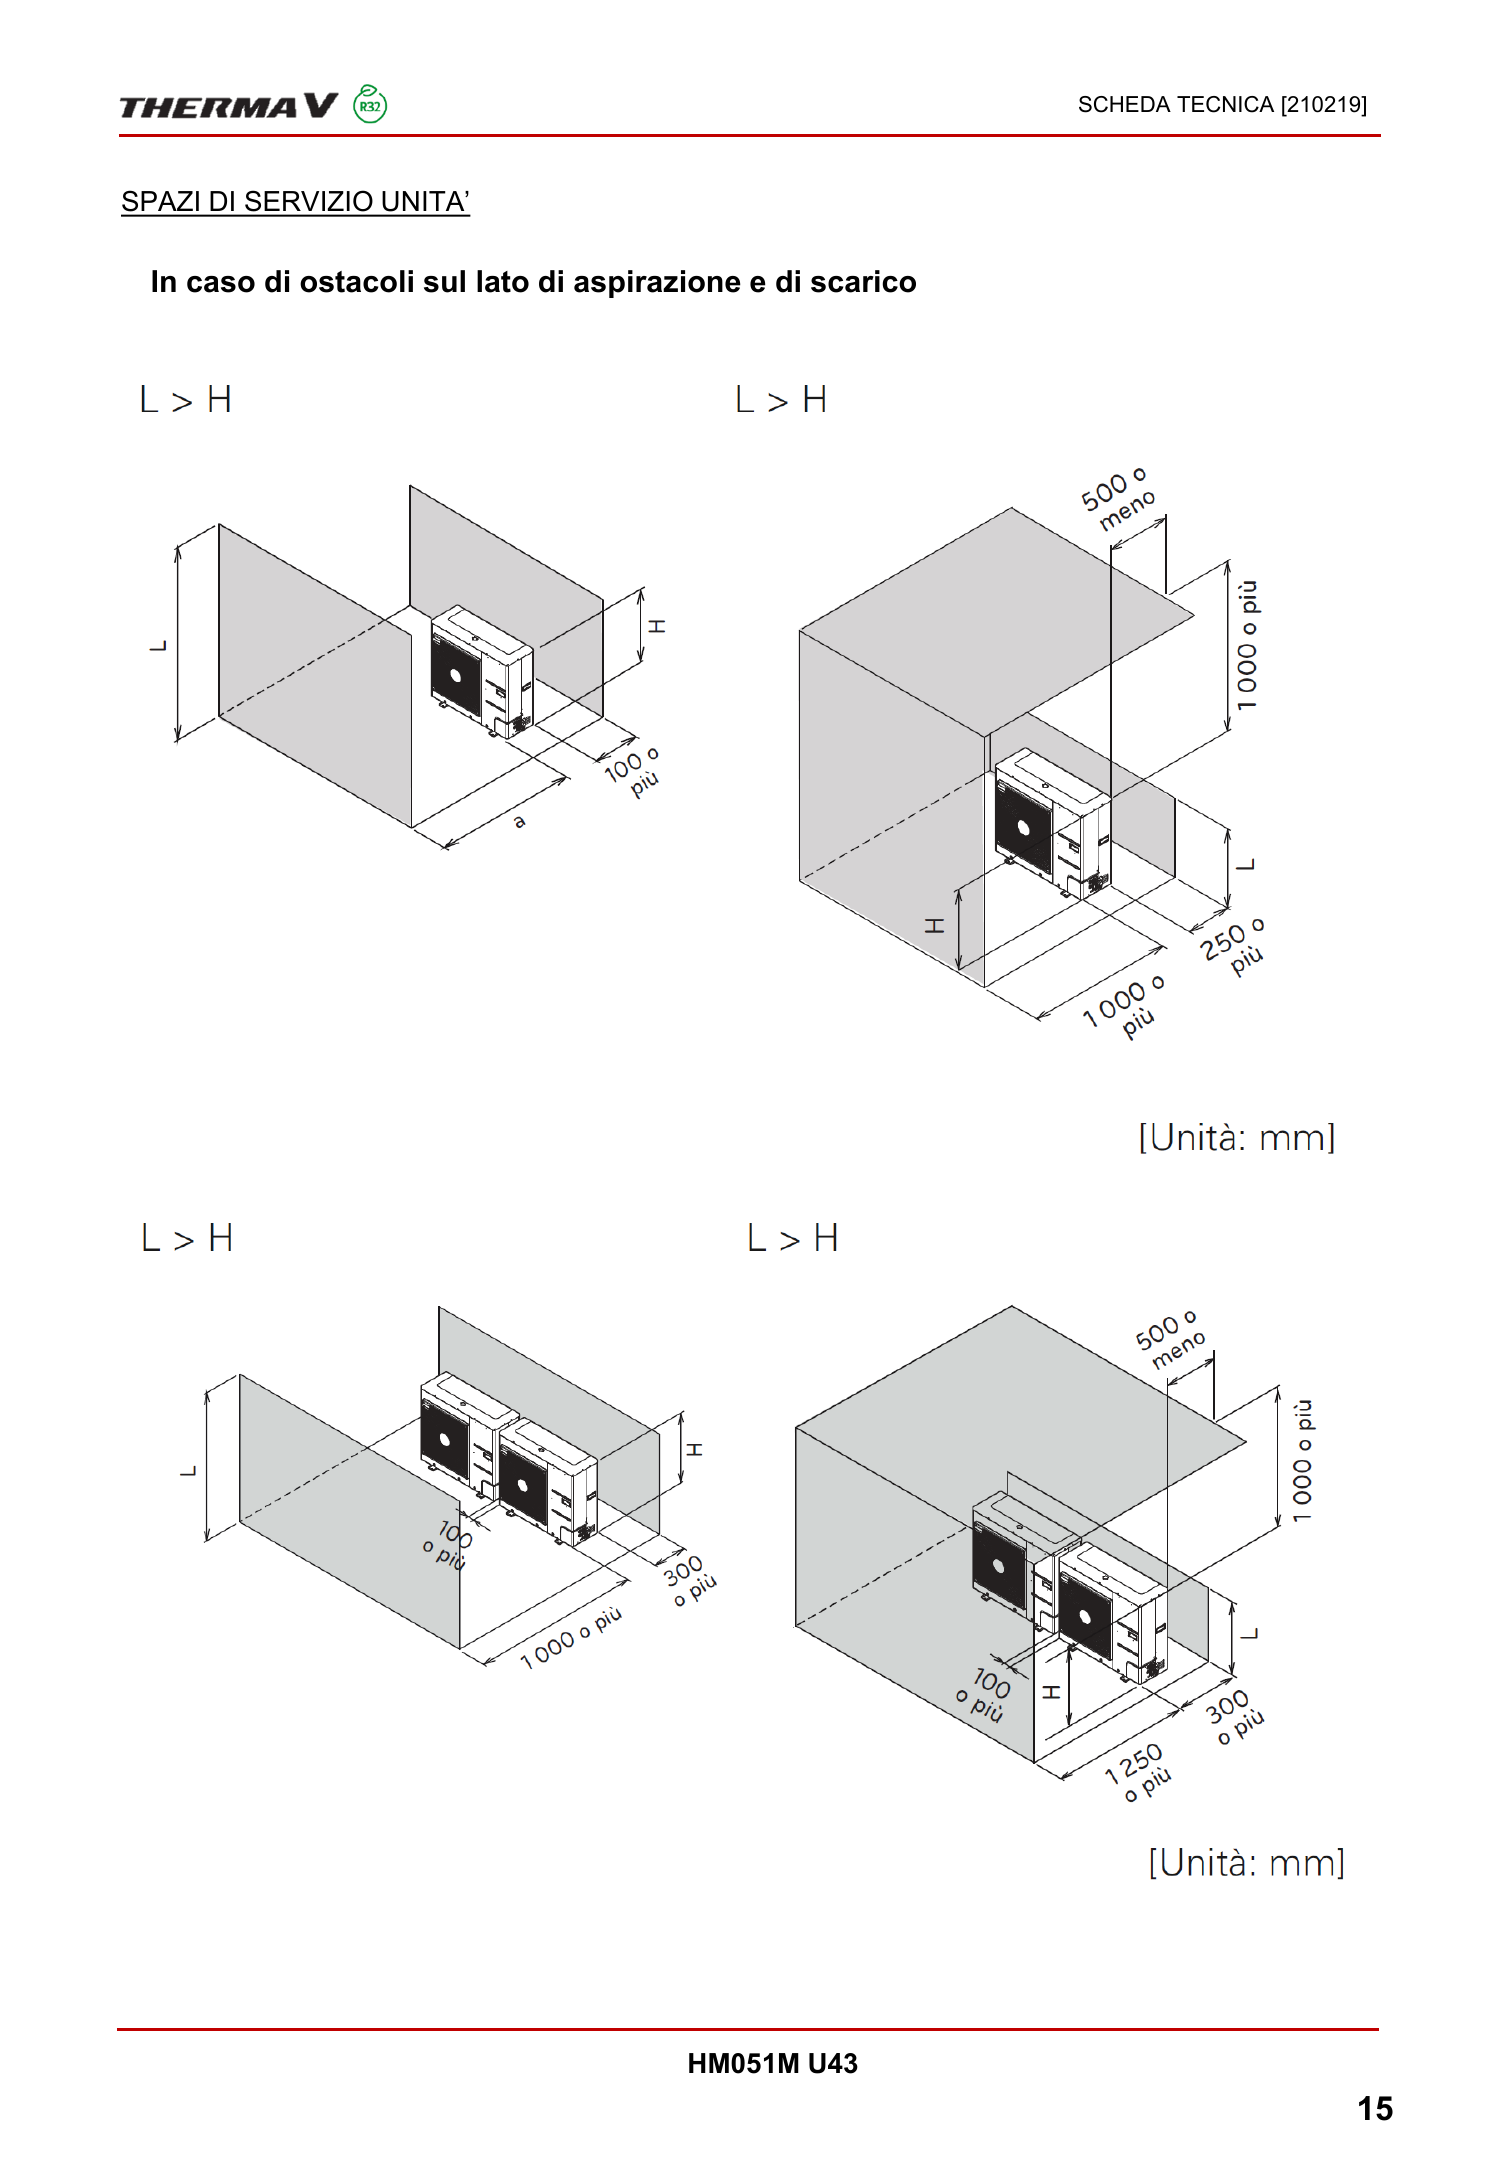 THERMA V R32
SCHEDA TECNICA [210219]
SPAZI DI SERVIZIO UNITA’
In caso di ostacoli sul lato di aspirazione e di scarico
L > H
L > H
L
H
100 o
più
a
500 o
meno
1 000 o più
L
H
250 o
più
1 000 o
più
[Unità: mm]
L > H
L > H
L
H
100
o più
300
o più
1 000 o più
500 o
meno
1 000 o più
L
H
100
o più
300
o più
1 250
o più
[Unità: mm]
HM051M U43
15